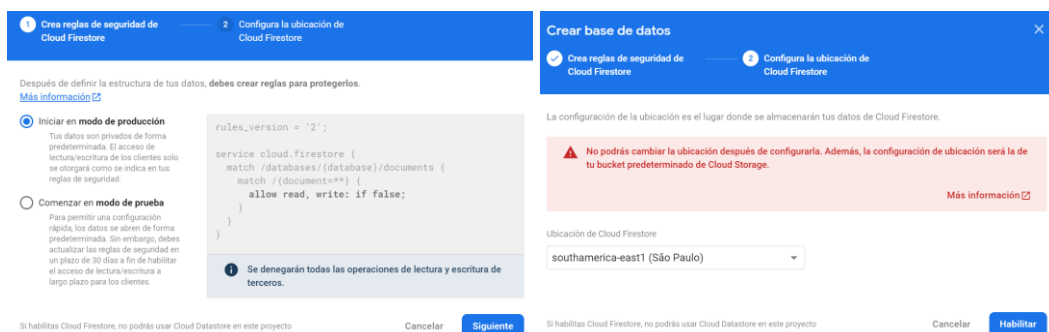 1 Crea reglas de seguridad de
Cloud Firestore
2 Configura la ubicación de
Cloud Firestore
Después de definir la estructura de tus datos, debes crear reglas para protegerlos.
Más información
Iniciar en modo de producción
Tus datos son privados de forma
predeterminada. El acceso de
lectura/escritura de los clientes solo
se otorgará como se indica en tus
reglas de seguridad.
Comenzar en modo de prueba
Para permitir una configuración
rápida, los datos se abren de forma
predeterminada. Sin embargo, debes
actualizar las reglas de seguridad en
un plazo de 30 días a fin de habilitar
el acceso de lectura/escritura a
largo plazo para los clientes.
rules_version = '2';
service cloud.firestore {
match /databases/{database}/documents {
match /{document=**} {
allow read, write: if false;
}
}
}
Se denegarán todas las operaciones de lectura y escritura de
terceros.
Si habilitas Cloud Firestore, no podrás usar Cloud Datastore en este proyecto
Cancelar
Siguiente
Crear base de datos
Crea reglas de seguridad de
Cloud Firestore
2 Configura la ubicación de
Cloud Firestore
La configuración de la ubicación es el lugar donde se almacenarán tus datos de Cloud Firestore.
No podrás cambiar la ubicación después de configurarla. Además, la configuración de ubicación será la de
tu bucket predeterminado de Cloud Storage.
Más información
Ubicación de Cloud Firestore
southamerica-east1 (São Paulo)
Si habilitas Cloud Firestore, no podrás usar Cloud Datastore en este proyecto
Cancelar
Habilitar